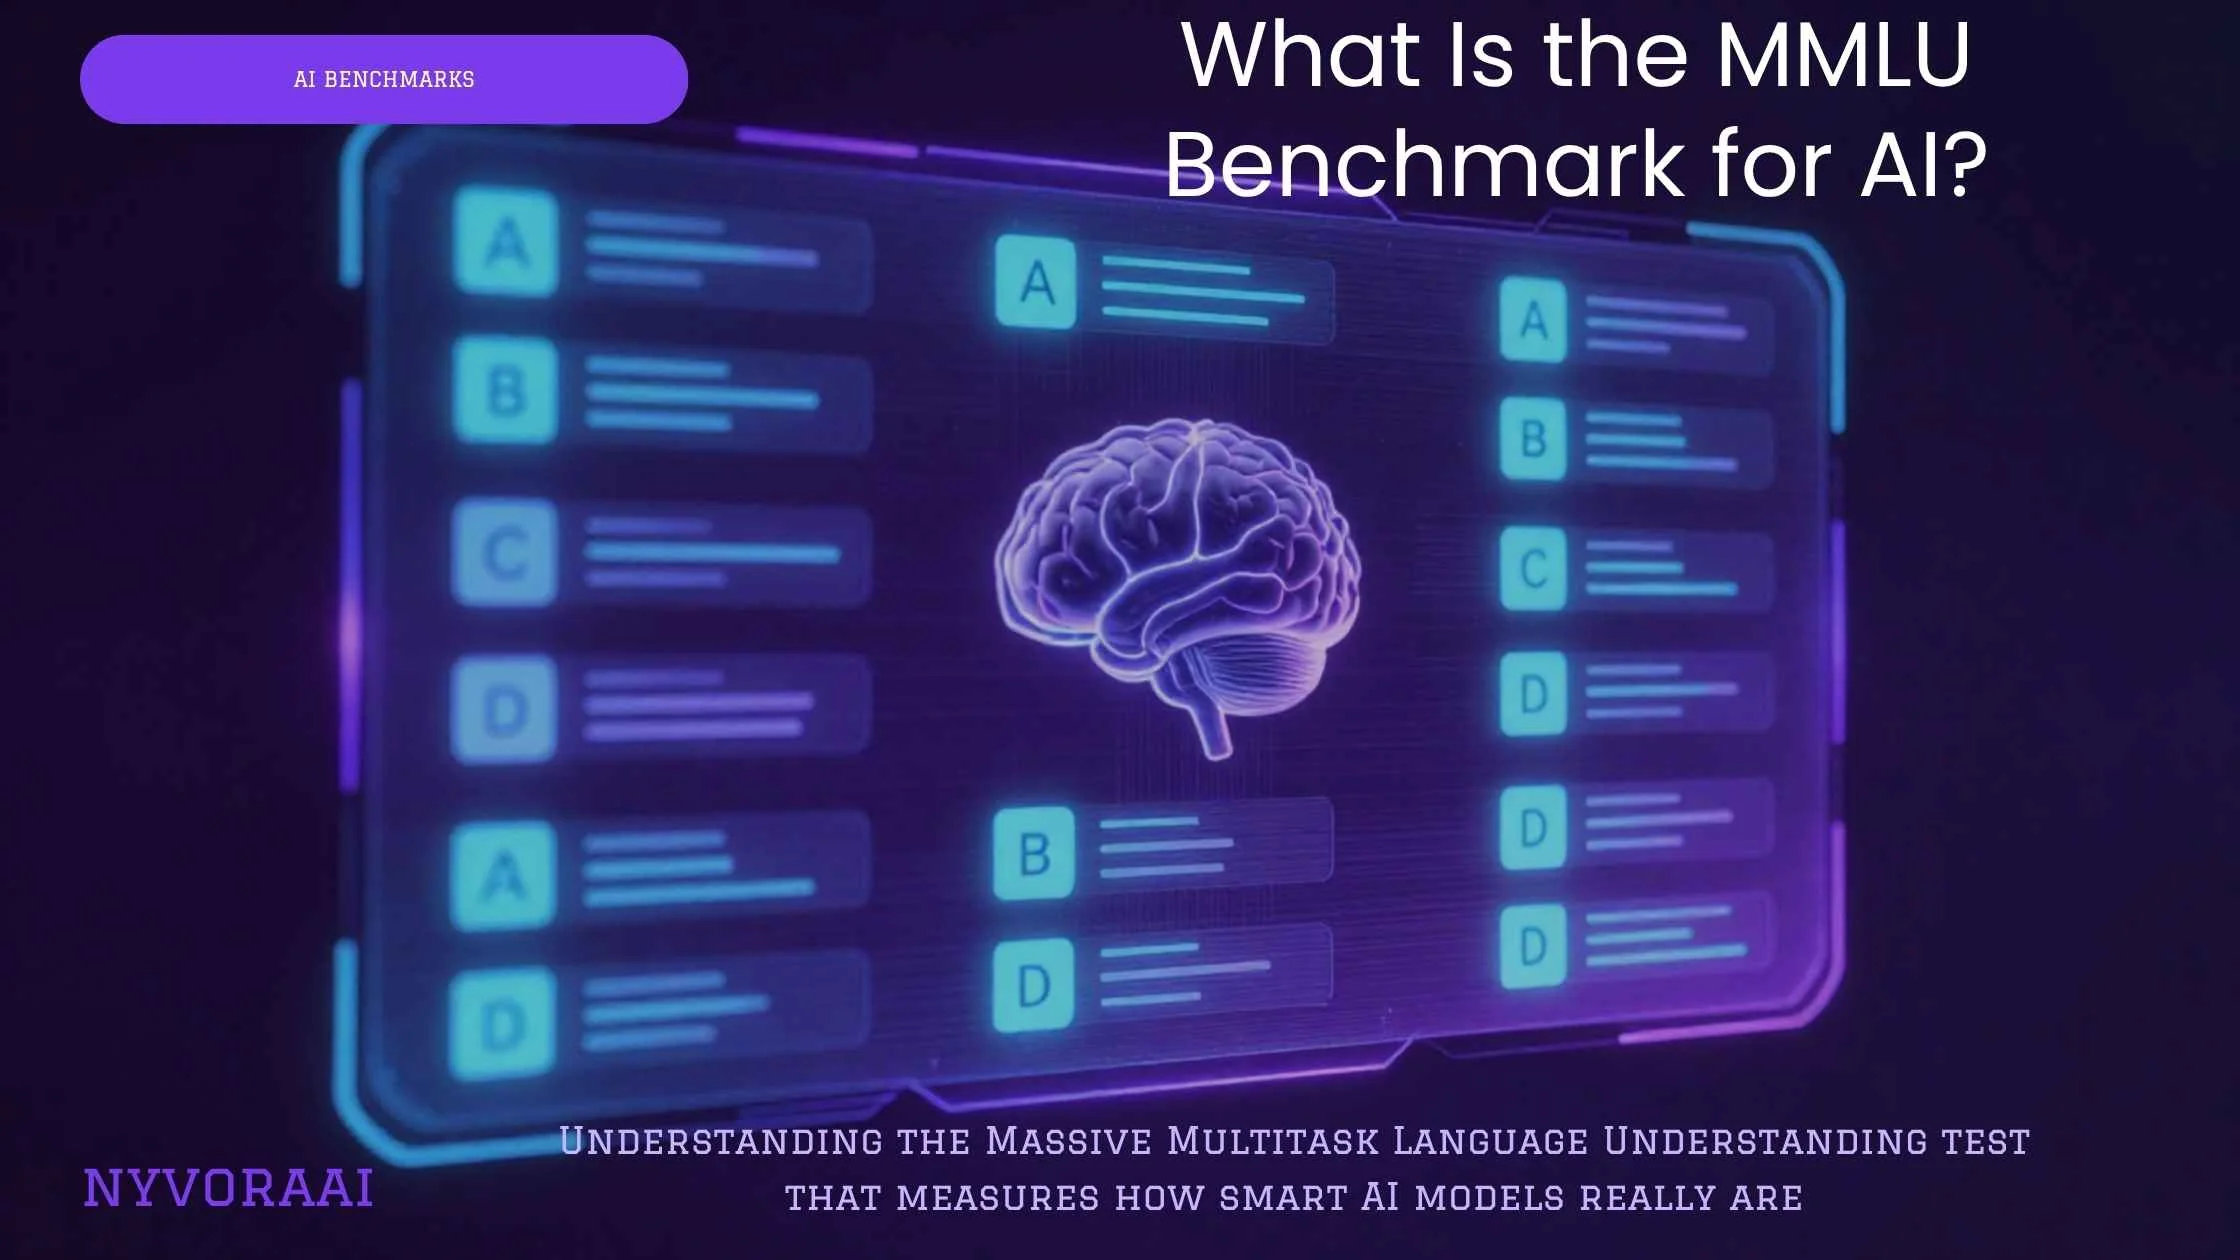 AI BENCHMARKS
What Is the MMLU
Benchmark for AI?
A
B
C
D
A
D
A
B
D
A
B
C
D
D
D
Understanding the Massive Multitask Language Understanding test
that measures how smart AI models really are
NYVORAAI